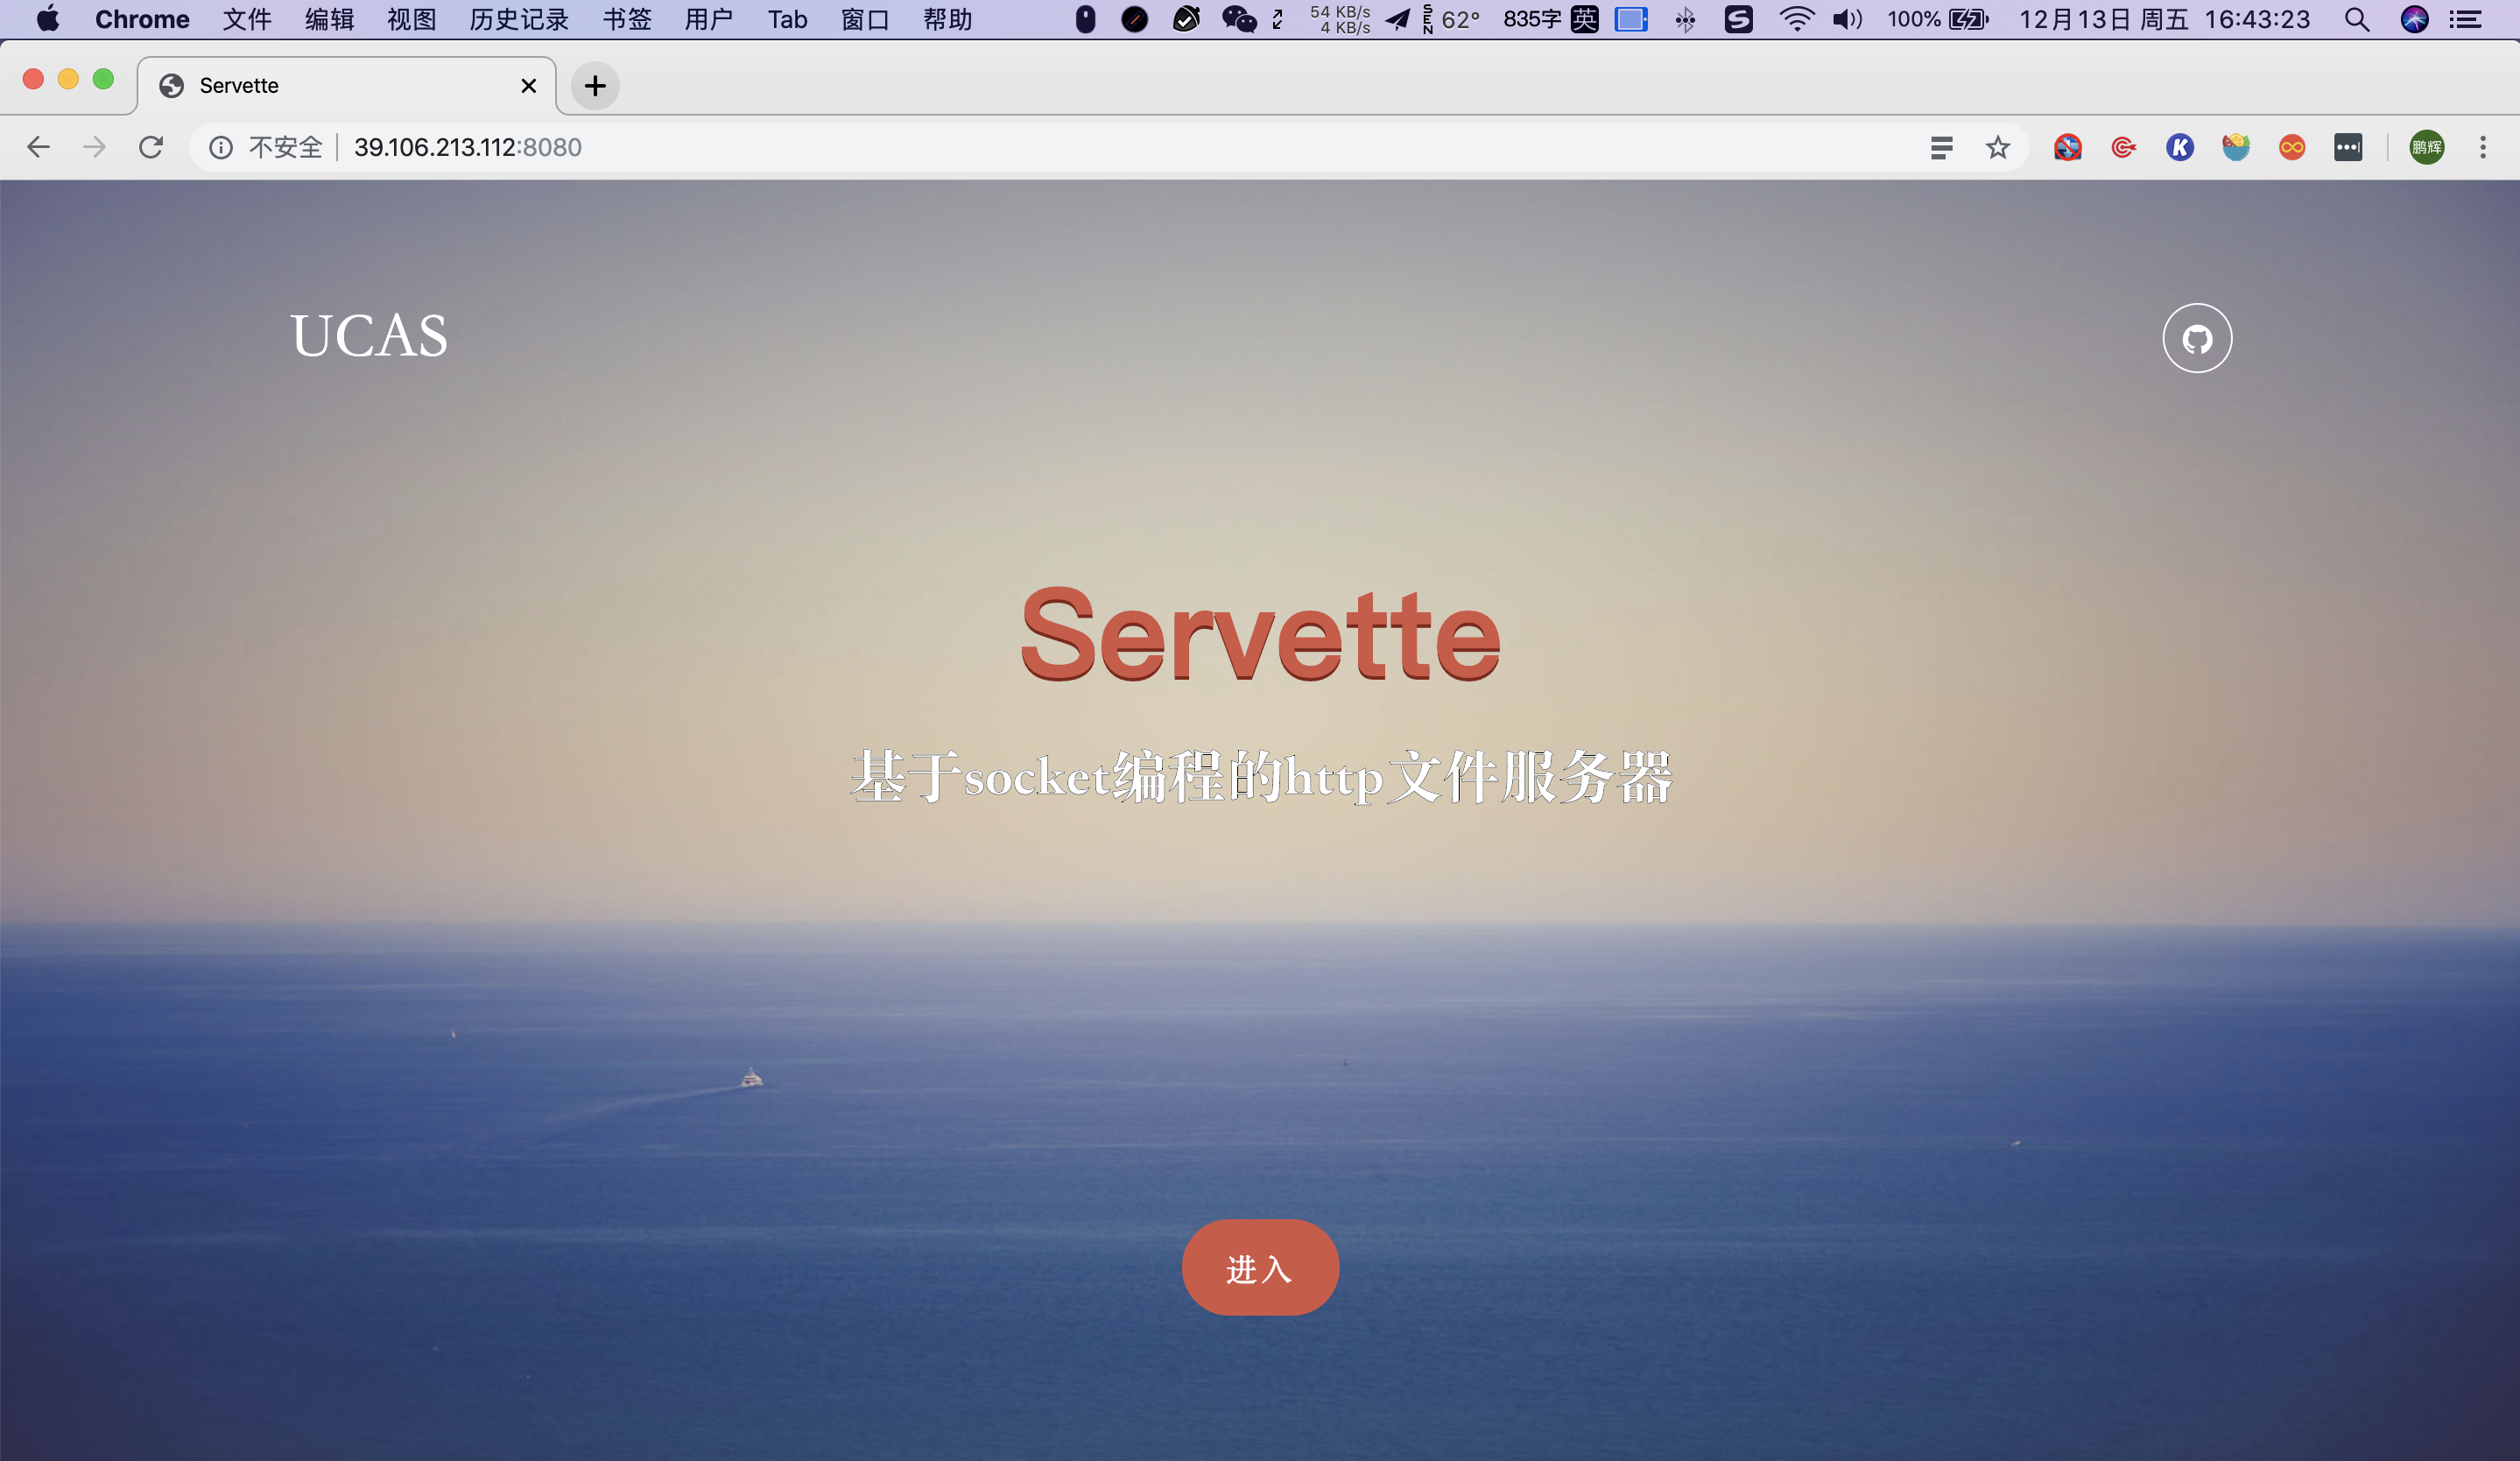 Chrome 文件 编辑 视图 历史记录 书签 用户 Tab 窗口 帮助 54 KB/s 4 KB/s SEN 62° 835字 英 100% 12月13日 周五 16:43:23
Servette
不安全 39.106.213.112:8080 鹏辉
UCAS
Servette
基于socket编程的http文件服务器
进入